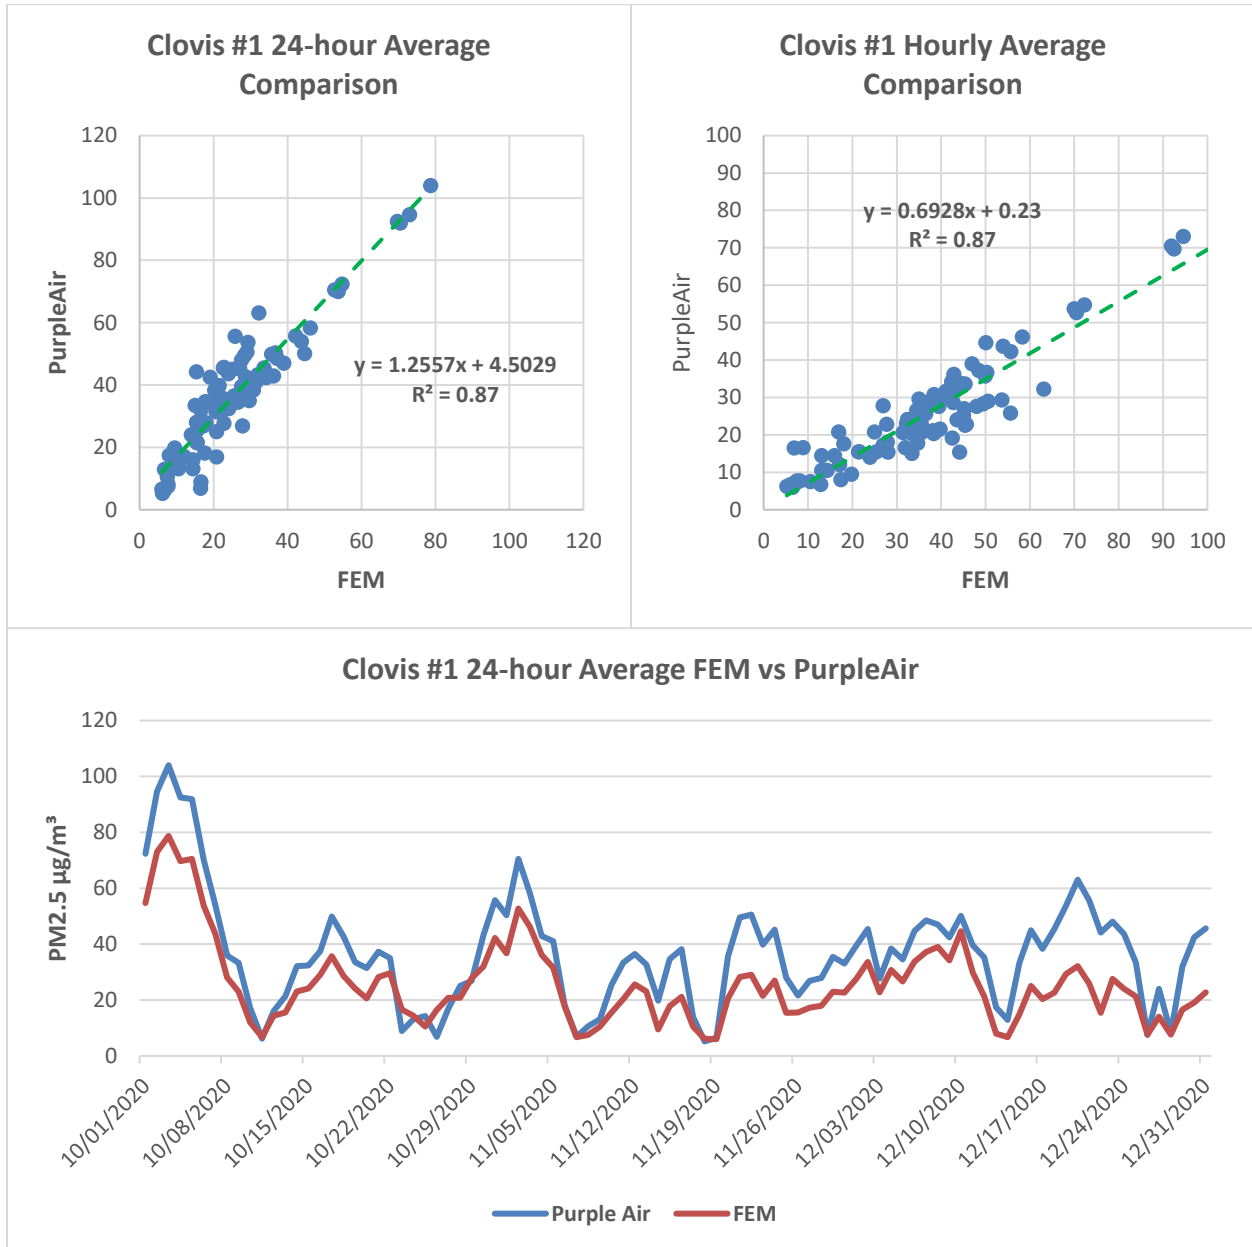 Clovis #1 24-hour Average
Comparison
120
100
80
60
40
20
0
PurpleAir
y = 1.2557x + 4.5029
R² = 0.87
0 20 40 60 80 100 120
FEM
Clovis #1 Hourly Average
Comparison
100
90
80
70
60
50
40
30
20
10
0
PurpleAir
y = 0.6928x + 0.23
R² = 0.87
0 10 20 30 40 50 60 70 80 90 100
FEM
Clovis #1 24-hour Average FEM vs PurpleAir
120
100
80
60
40
20
0
PM2.5 µg/m³
10/01/2020
10/08/2020
10/15/2020
10/22/2020
10/29/2020
11/05/2020
11/12/2020
11/19/2020
11/26/2020
12/03/2020
12/10/2020
12/17/2020
12/24/2020
12/31/2020
Purple Air FEM